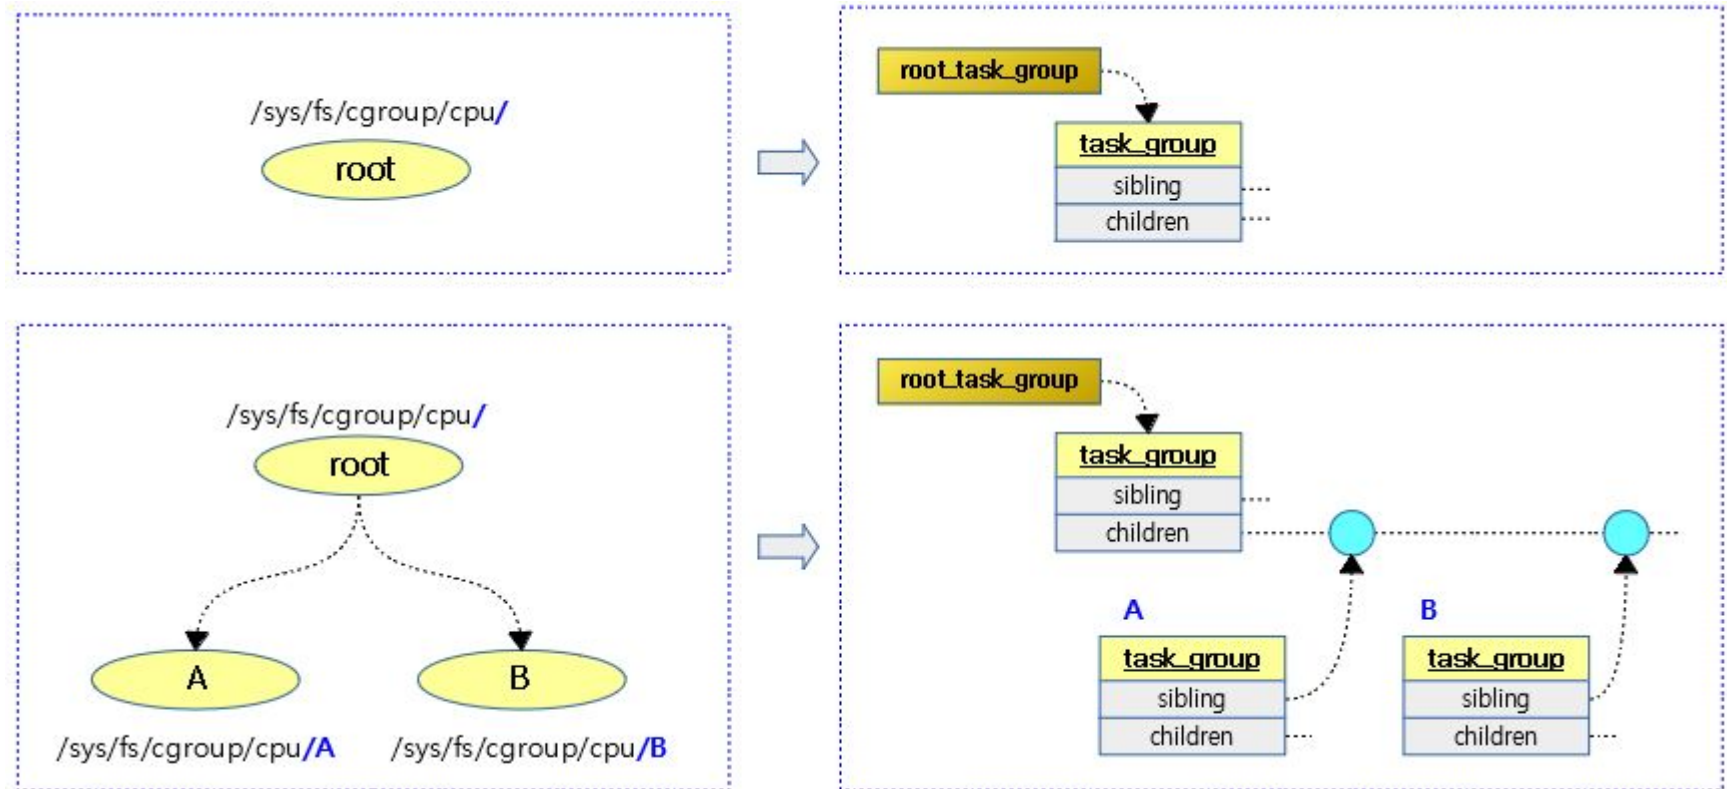 /sys/fs/cgroup/cpu/
root
root_task_group
task_group
sibling
children
/sys/fs/cgroup/cpu/
root
A
B
/sys/fs/cgroup/cpu/A
/sys/fs/cgroup/cpu/B
root_task_group
task_group
sibling
children
A
task_group
sibling
children
B
task_group
sibling
children